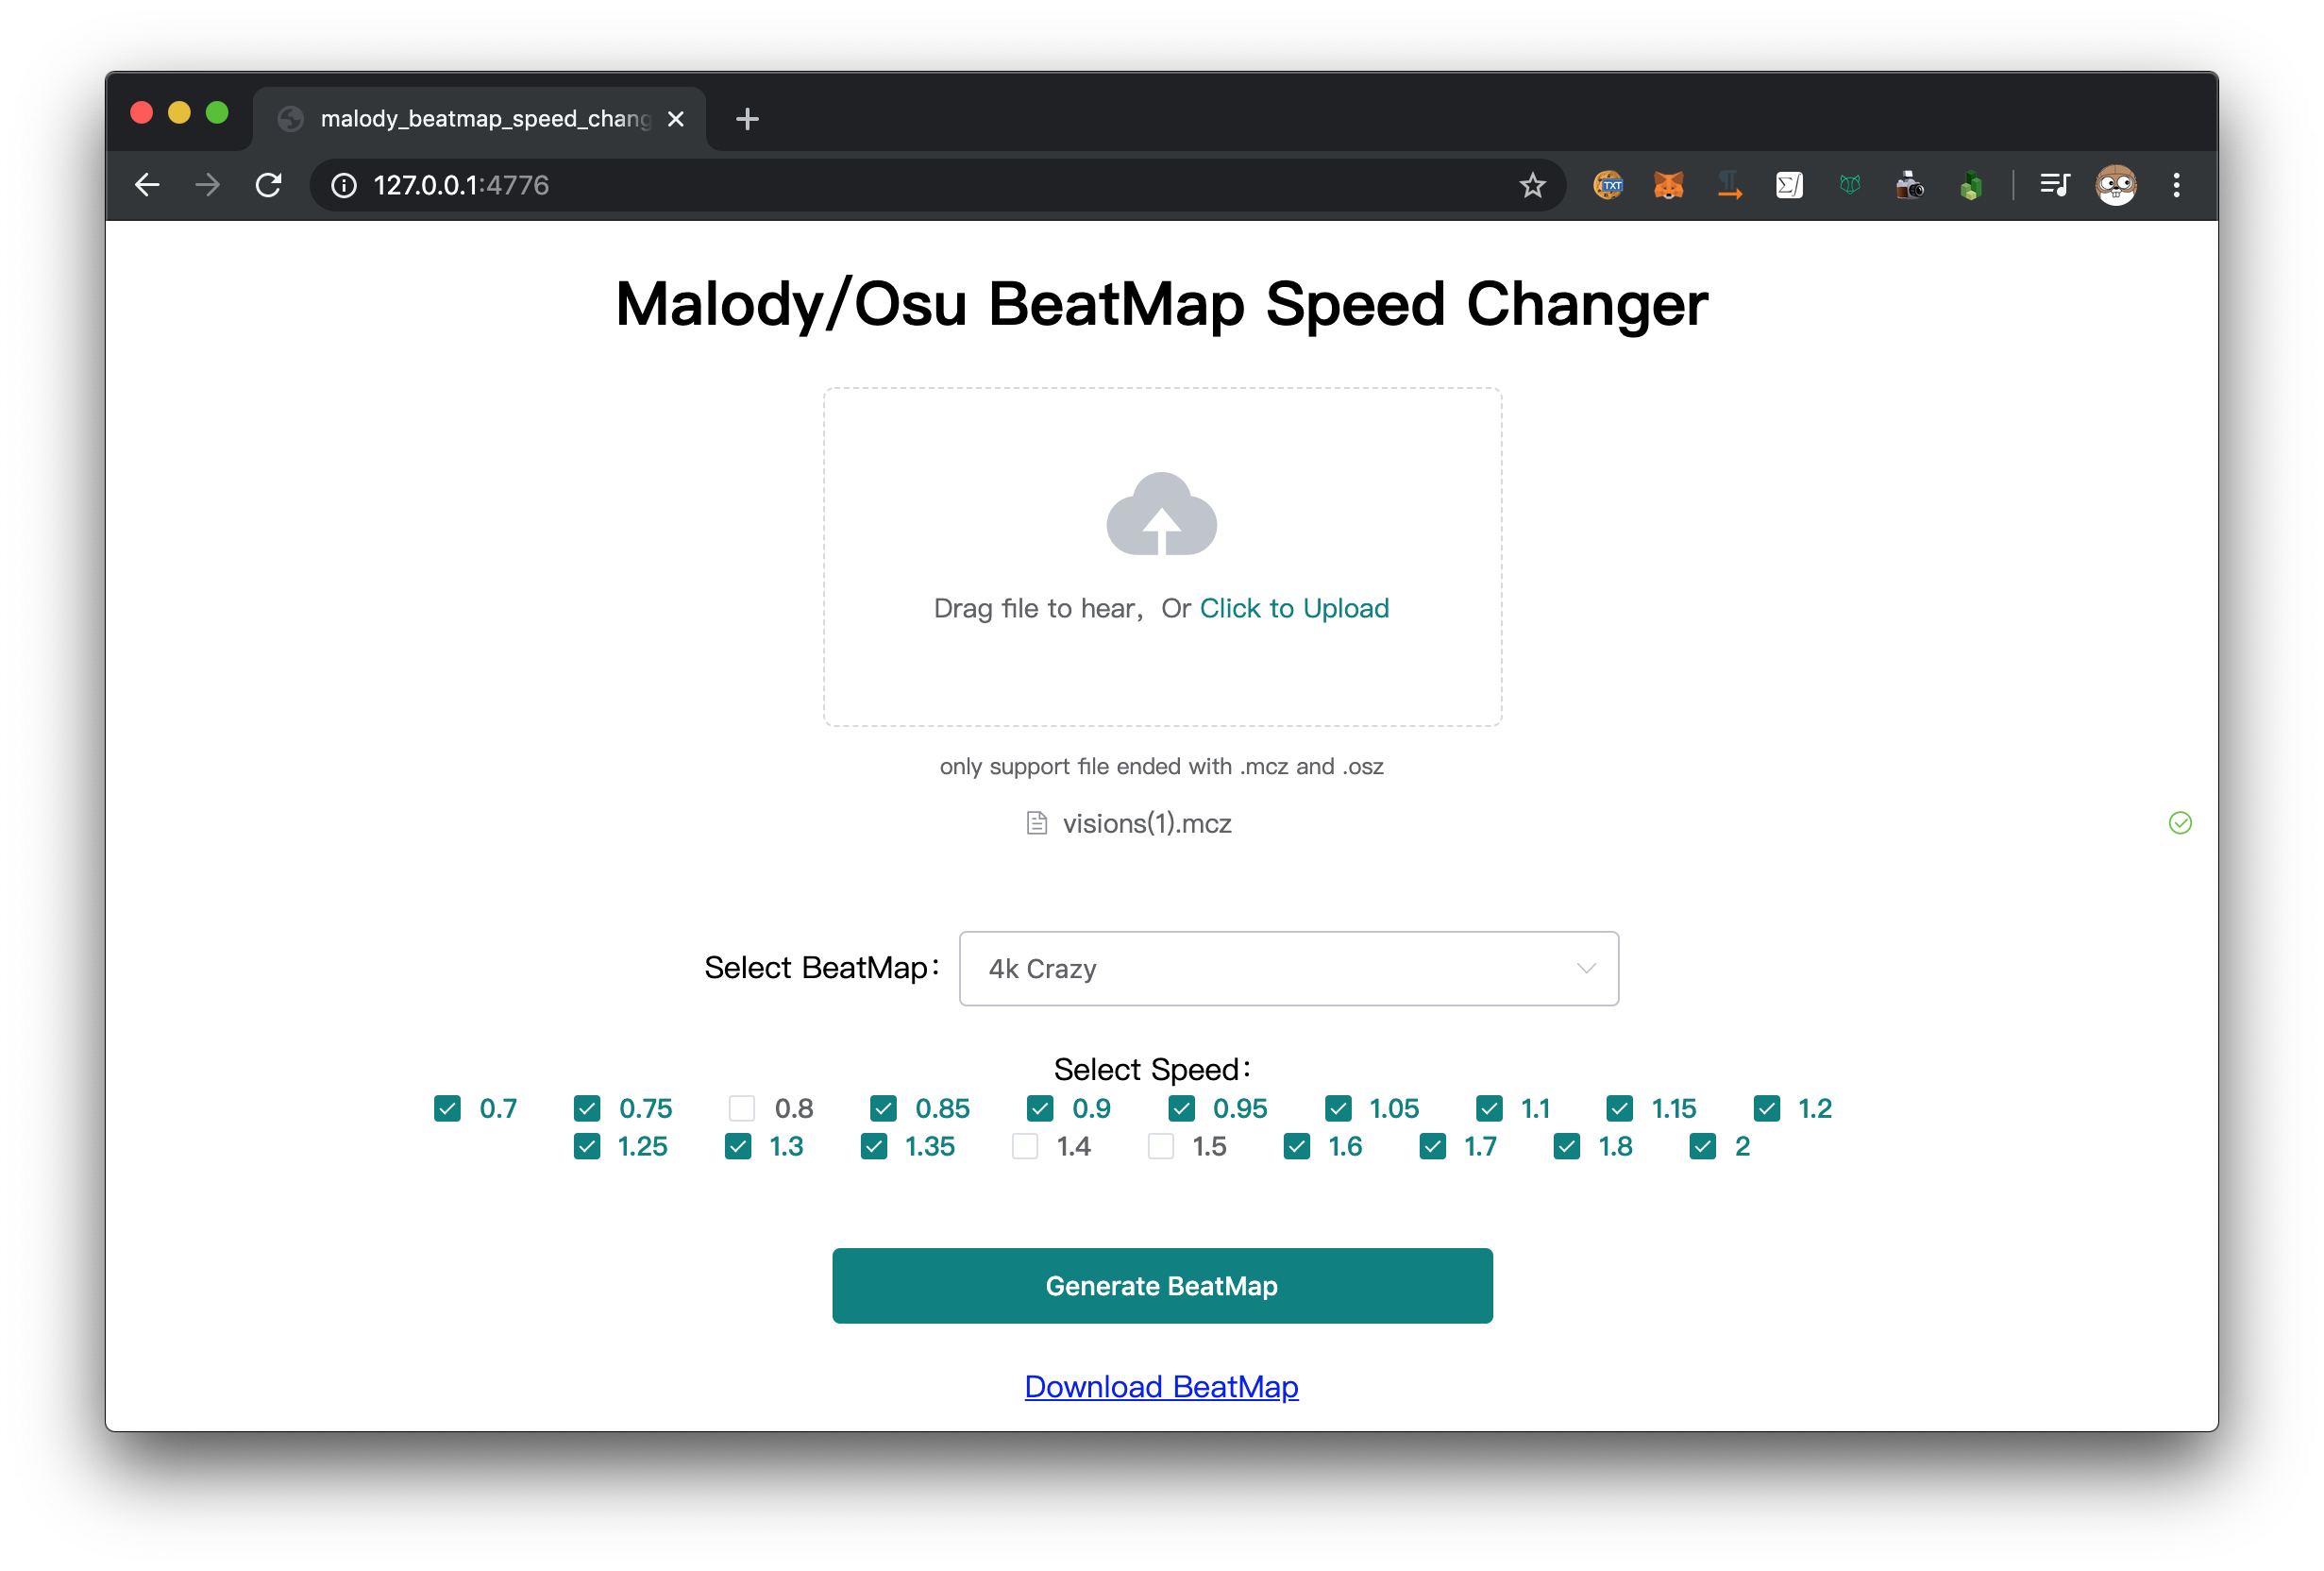 malody_beatmap_speed_chang
127.0.0.1:4776
TXT
Malody/Osu BeatMap Speed Changer
Drag file to hear，Or Click to Upload
only support file ended with .mcz and .osz
visions(1).mcz
Select BeatMap： 4k Crazy
Select Speed：
0.7 0.75 0.8 0.85 0.9 0.95 1.05 1.1 1.15 1.2
1.25 1.3 1.35 1.4 1.5 1.6 1.7 1.8 2
Generate BeatMap
Download BeatMap